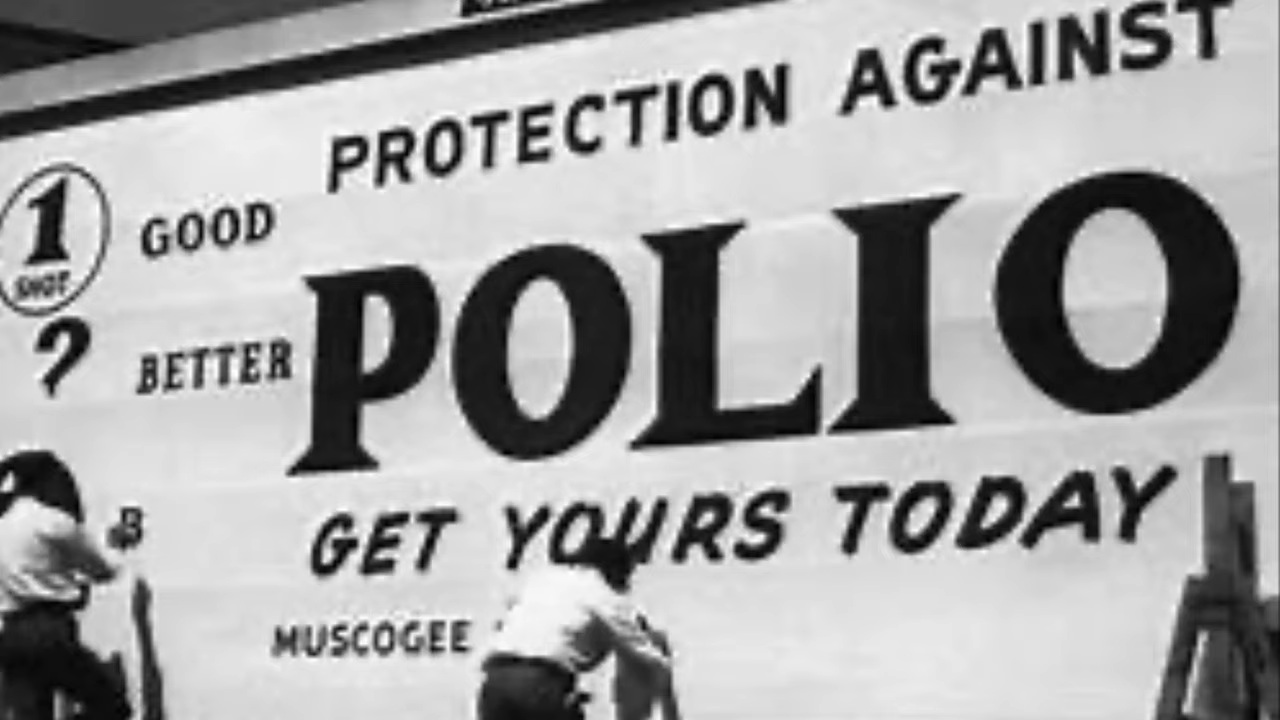 PROTECTION AGAINST
1
SHOT
GOOD
?
BETTER
POLIO
B
GET YOURS TODAY
MUSCOGEE